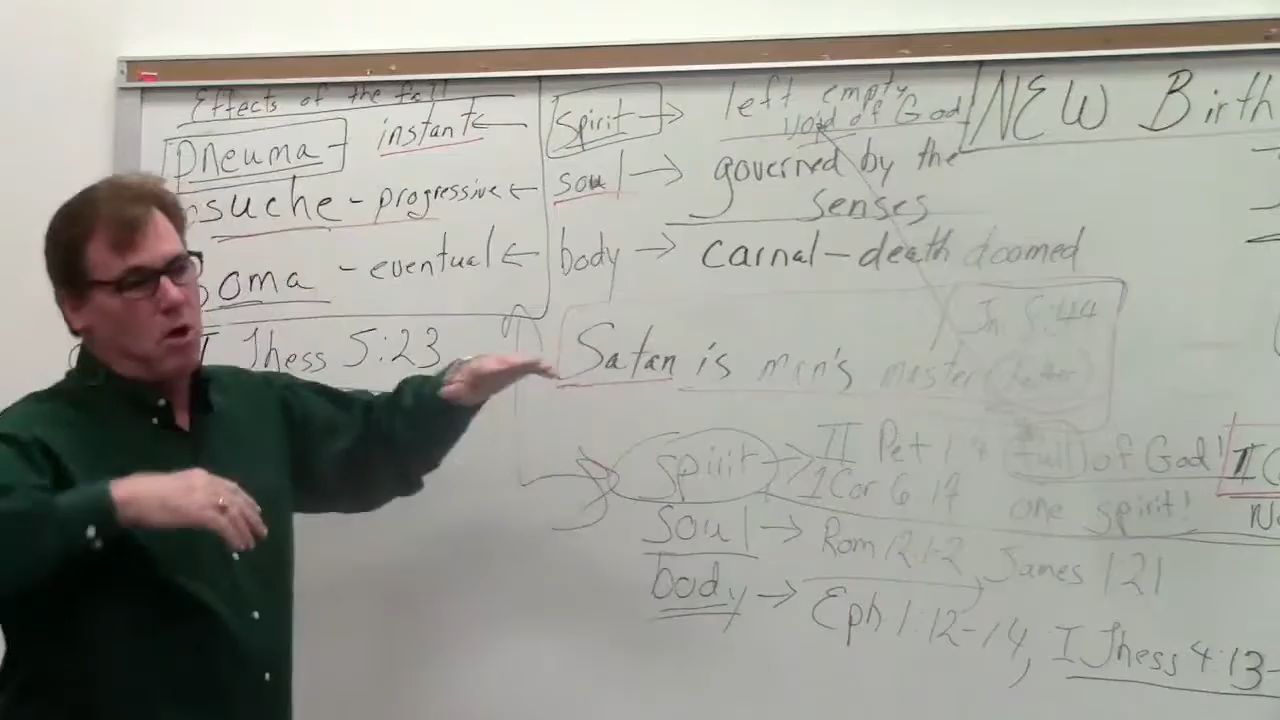 Effects of the fall
pneuma - instant ←
suche - progressive ←
oma - eventual ←
I Thess 5:23
Spirit → left empty
void of God
soul → governed by the
senses
body → carnal - death doomed
NEW Birth
Satan is men's master (father)
Jn 8:44
spirit → II Pet 1 4 full of God!
1 Cor 6 17 one spirit!
soul → Rom 12 1-2, James 1 21
body → Eph 1:12-14, I Thess 4:13-